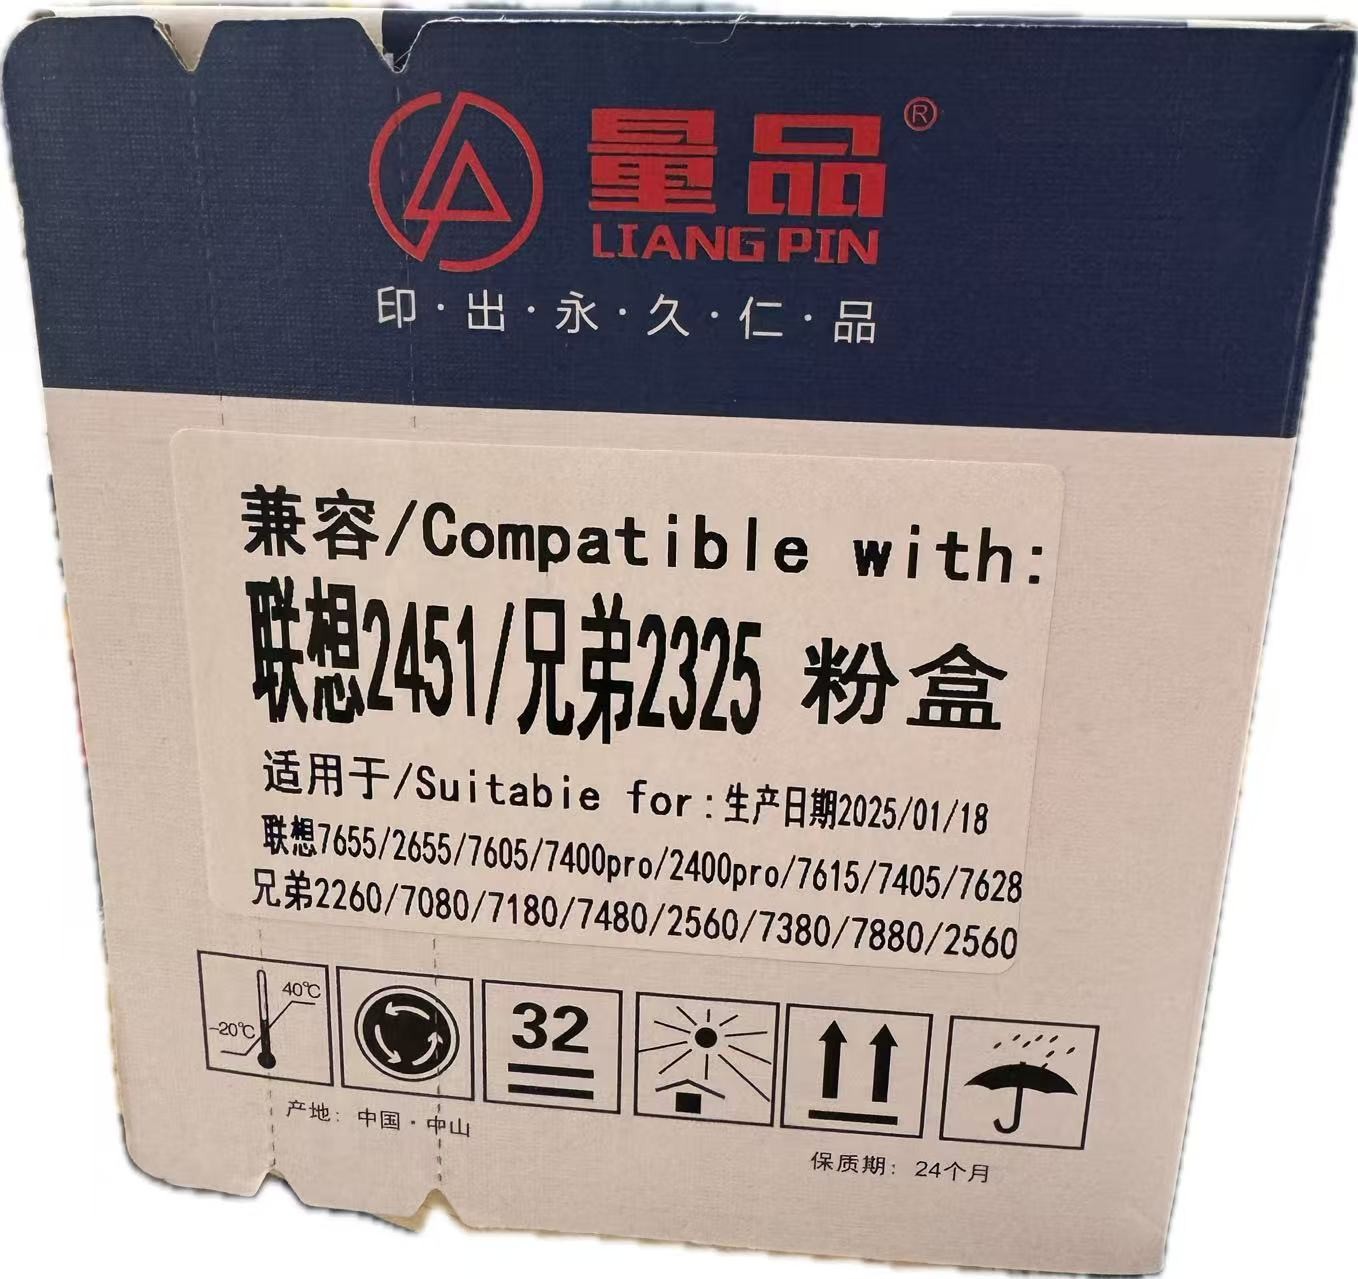 量品®
LIANG PIN
印·出·永·久·仁·品
兼容/Compatible with:
联想2451/兄弟2325 粉盒
适用于/Suitabie for:生产日期2025/01/18
联想7655/2655/7605/7400pro/2400pro/7615/7405/7628
兄弟2260/7080/7180/7480/2560/7380/7880/2560
40℃
-20℃
32
产地：中国·中山
保质期：24个月